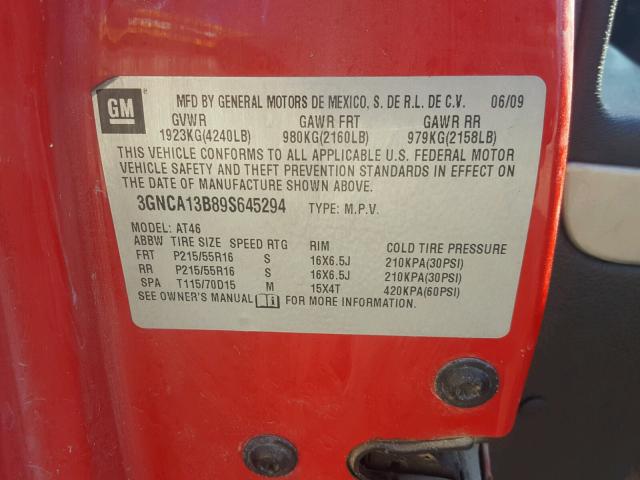 GM MFD BY GENERAL MOTORS DE MEXICO, S. DE R.L. DE C.V. 06/09
GVWR GAWR FRT GAWR RR
1923KG(4240LB) 980KG(2160LB) 979KG(2158LB)
THIS VEHICLE CONFORMS TO ALL APPLICABLE U.S. FEDERAL MOTOR
VEHICLE SAFETY AND THEFT PREVENTION STANDARDS IN EFFECT ON
THE DATE OF MANUFACTURE SHOWN ABOVE.
3GNCA13B89S645294 TYPE: M.P.V.
MODEL: AT46
ABBW TIRE SIZE SPEED RTG RIM COLD TIRE PRESSURE
FRT P215/55R16 S 16X6.5J 210KPA(30PSI)
RR P215/55R16 S 16X6.5J 210KPA(30PSI)
SPA T115/70D15 M 15X4T 420KPA(60PSI)
SEE OWNER'S MANUAL FOR MORE INFORMATION.